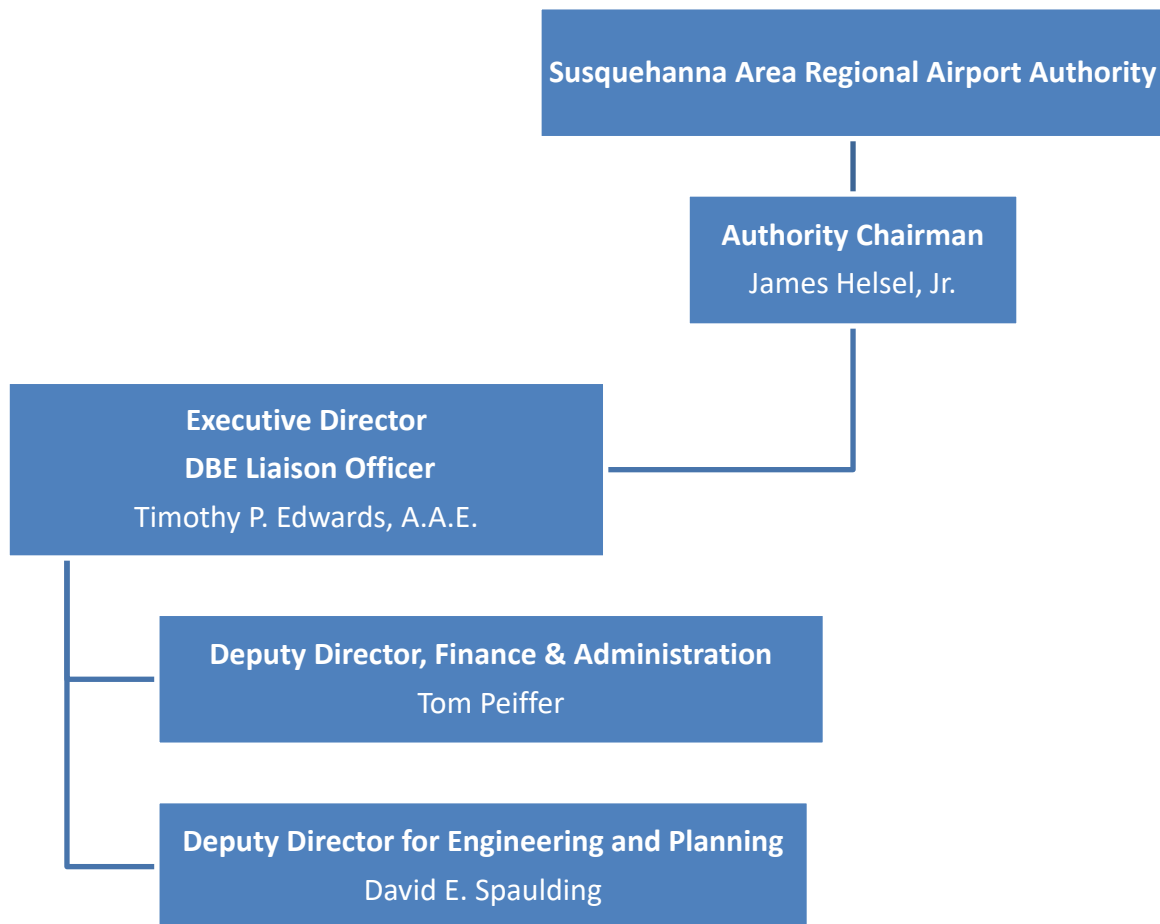 Susquehanna Area Regional Airport Authority
Authority Chairman
James Helsel, Jr.
Executive Director
DBE Liaison Officer
Timothy P. Edwards, A.A.E.
Deputy Director, Finance & Administration
Tom Peiffer
Deputy Director for Engineering and Planning
David E. Spaulding